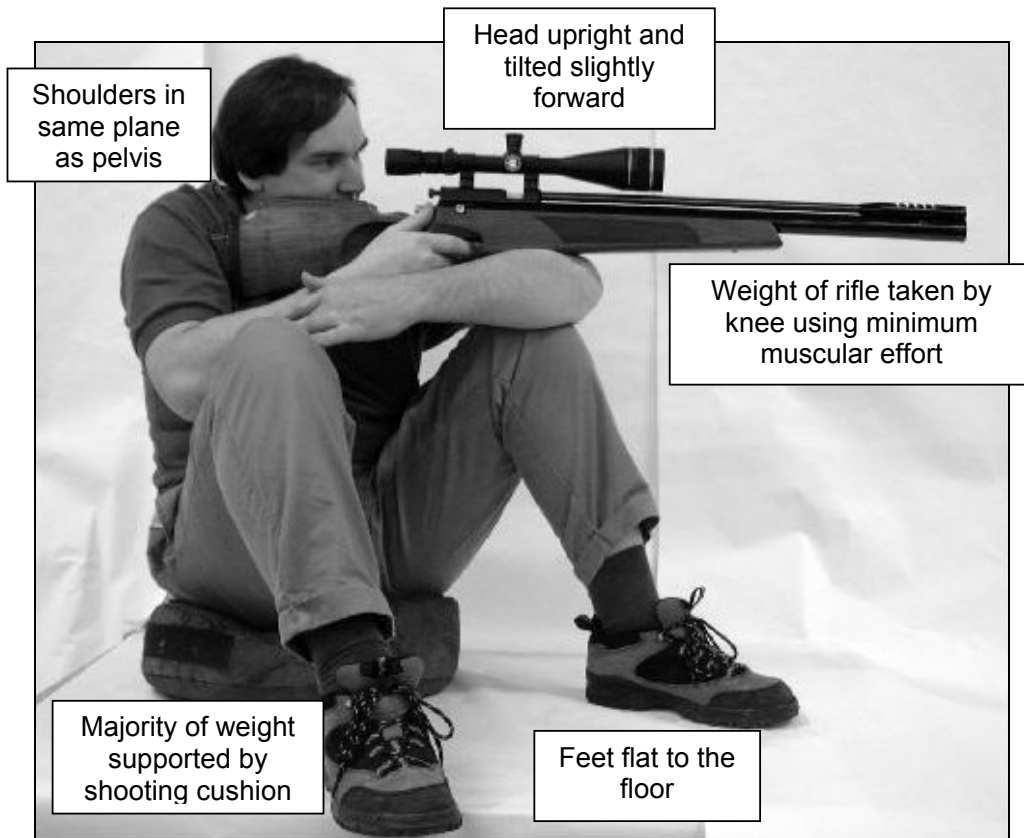 Head upright and
tilted slightly
forward
Shoulders in
same plane
as pelvis
Weight of rifle taken by
knee using minimum
muscular effort
Majority of weight
supported by
shooting cushion
Feet flat to the
floor